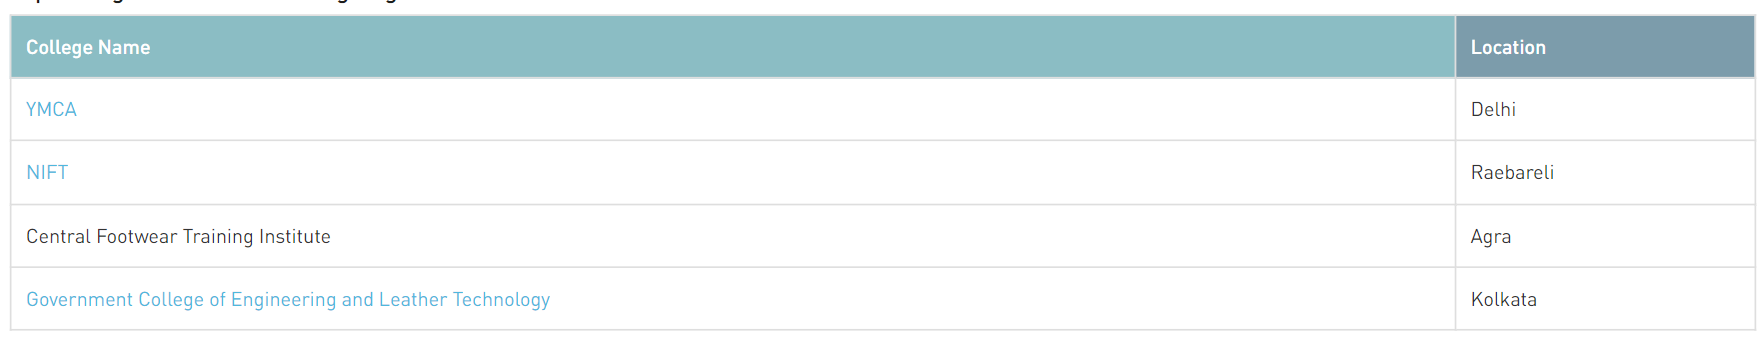 College Name Location
YMCA Delhi
NIFT Raebareli
Central Footwear Training Institute Agra
Government College of Engineering and Leather Technology Kolkata